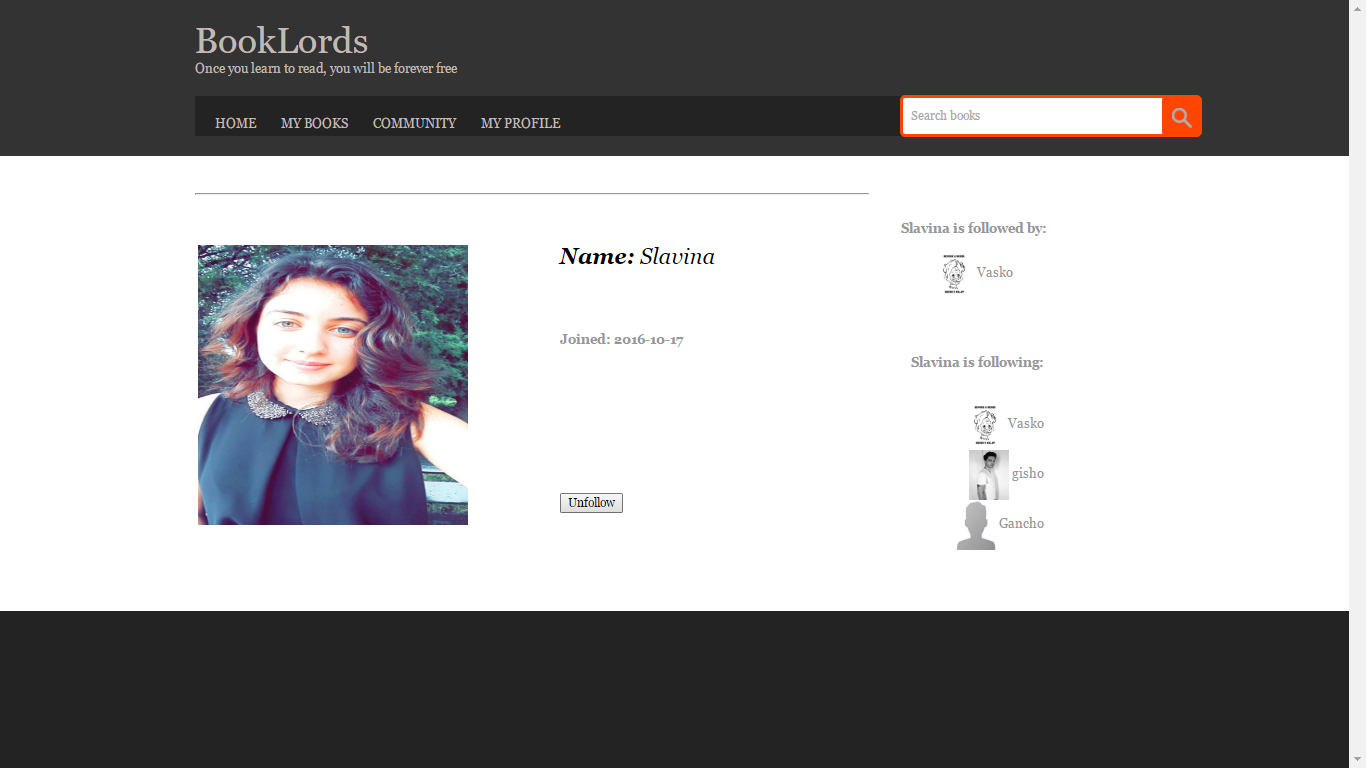 BookLords
Once you learn to read, you will be forever free
HOME MY BOOKS COMMUNITY MY PROFILE
Search books
Name: Slavina
Joined: 2016-10-17
Unfollow
Slavina is followed by:
Vasko
Slavina is following:
Vasko
gisho
Gancho